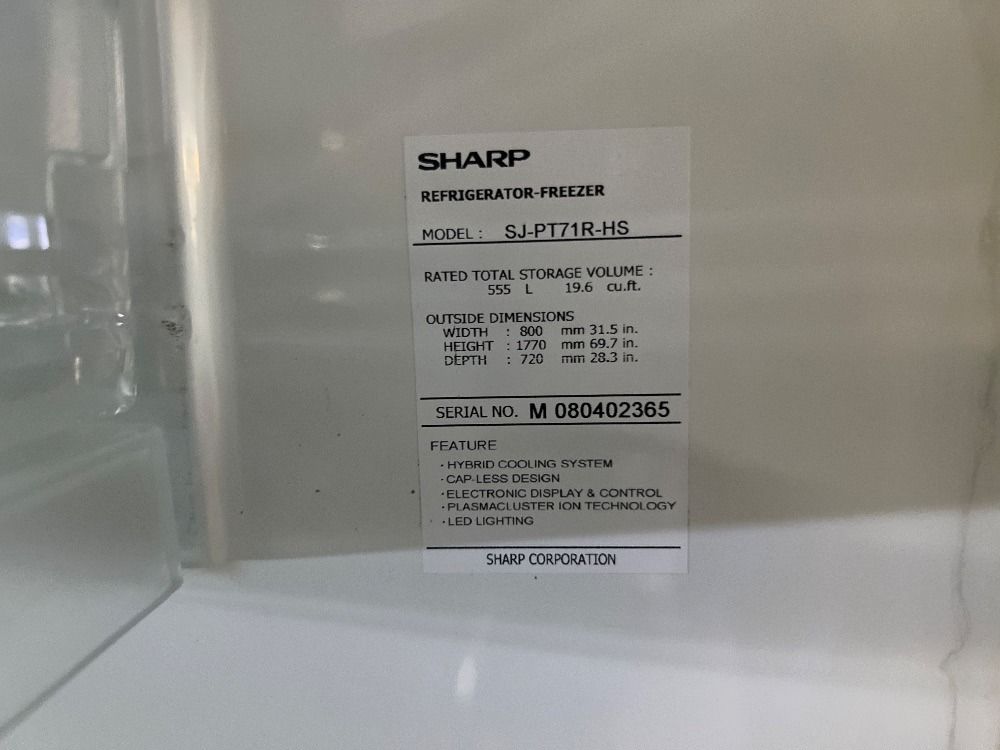 SHARP
REFRIGERATOR-FREEZER
MODEL : SJ-PT71R-HS
RATED TOTAL STORAGE VOLUME :
555 L 19.6 cu.ft.
OUTSIDE DIMENSIONS
WIDTH : 800 mm 31.5 in.
HEIGHT : 1770 mm 69.7 in.
DEPTH : 720 mm 28.3 in.
SERIAL NO. M 080402365
FEATURE
· HYBRID COOLING SYSTEM
· CAP-LESS DESIGN
· ELECTRONIC DISPLAY & CONTROL
· PLASMACLUSTER ION TECHNOLOGY
· LED LIGHTING
SHARP CORPORATION